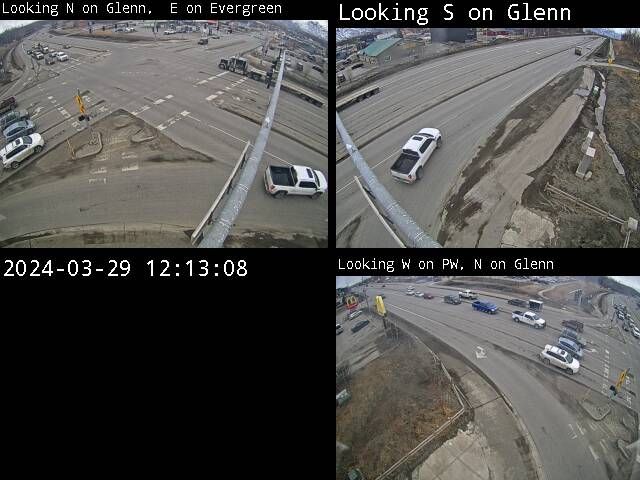 Looking N on Glenn,  E on Evergreen
Looking S on Glenn
2024-03-29 12:13:08
Looking W on PW, N on Glenn